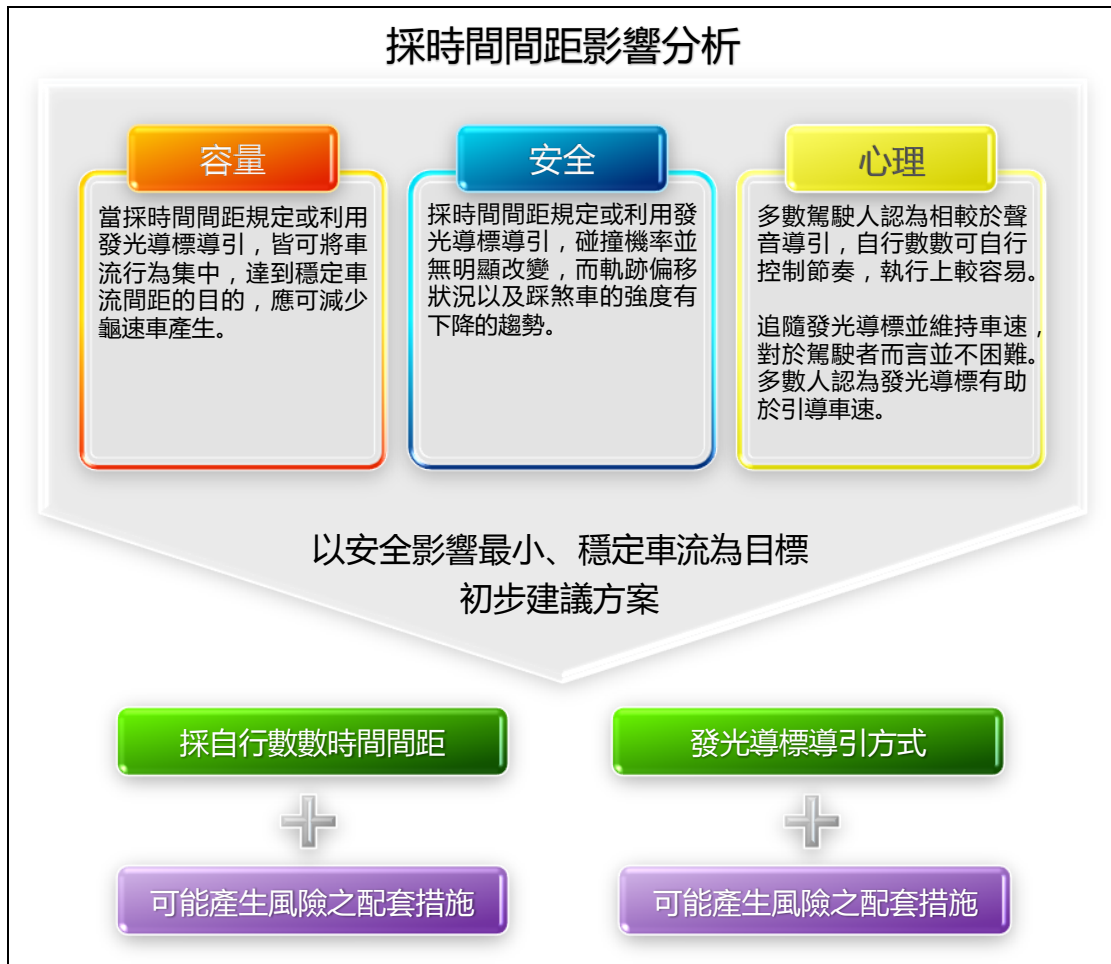 採時間間距影響分析
容量
當採時間間距規定或利用
發光導標導引，皆可將車
流行為集中，達到穩定車
流間距的目的，應可減少
龜速車產生。
安全
採時間間距規定或利用發
光導標導引，碰撞機率並
無明顯改變，而軌跡偏移
狀況以及踩煞車的強度有
下降的趨勢。
心理
多數駕駛人認為相較於聲
音導引，自行數數可自行
控制節奏，執行上較容易。
追隨發光導標並維持車速，
對於駕駛者而言並不困難。
多數人認為發光導標有助
於引導車速。
以安全影響最小、穩定車流為目標
初步建議方案
採自行數數時間間距
發光導標導引方式
可能產生風險之配套措施
可能產生風險之配套措施